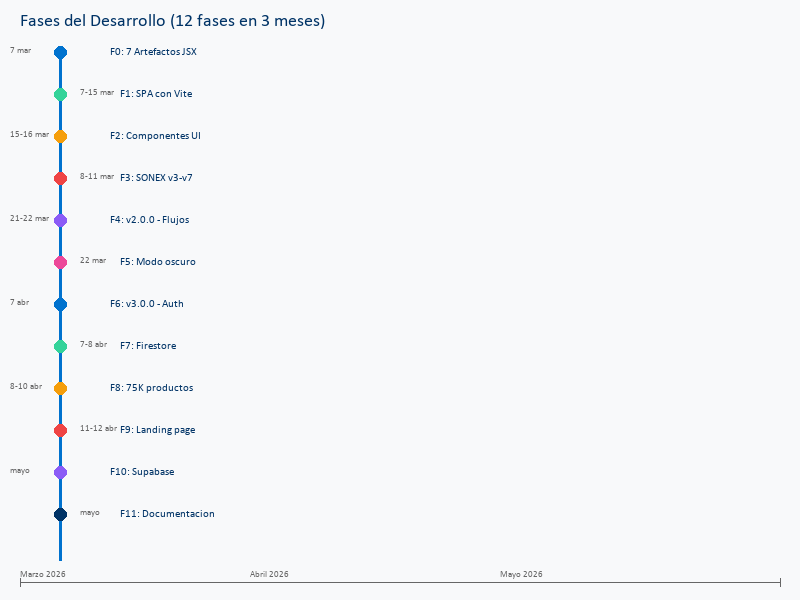 Fases del Desarrollo (12 fases en 3 meses)
7 mar F0: 7 Artefactos JSX
7-15 mar F1: SPA con Vite
15-16 mar F2: Componentes UI
8-11 mar F3: SONEX v3-v7
21-22 mar F4: v2.0.0 - Flujos
22 mar F5: Modo oscuro
7 abr F6: v3.0.0 - Auth
7-8 abr F7: Firestore
8-10 abr F8: 75K productos
11-12 abr F9: Landing page
mayo F10: Supabase
mayo F11: Documentacion
Marzo 2026 Abril 2026 Mayo 2026